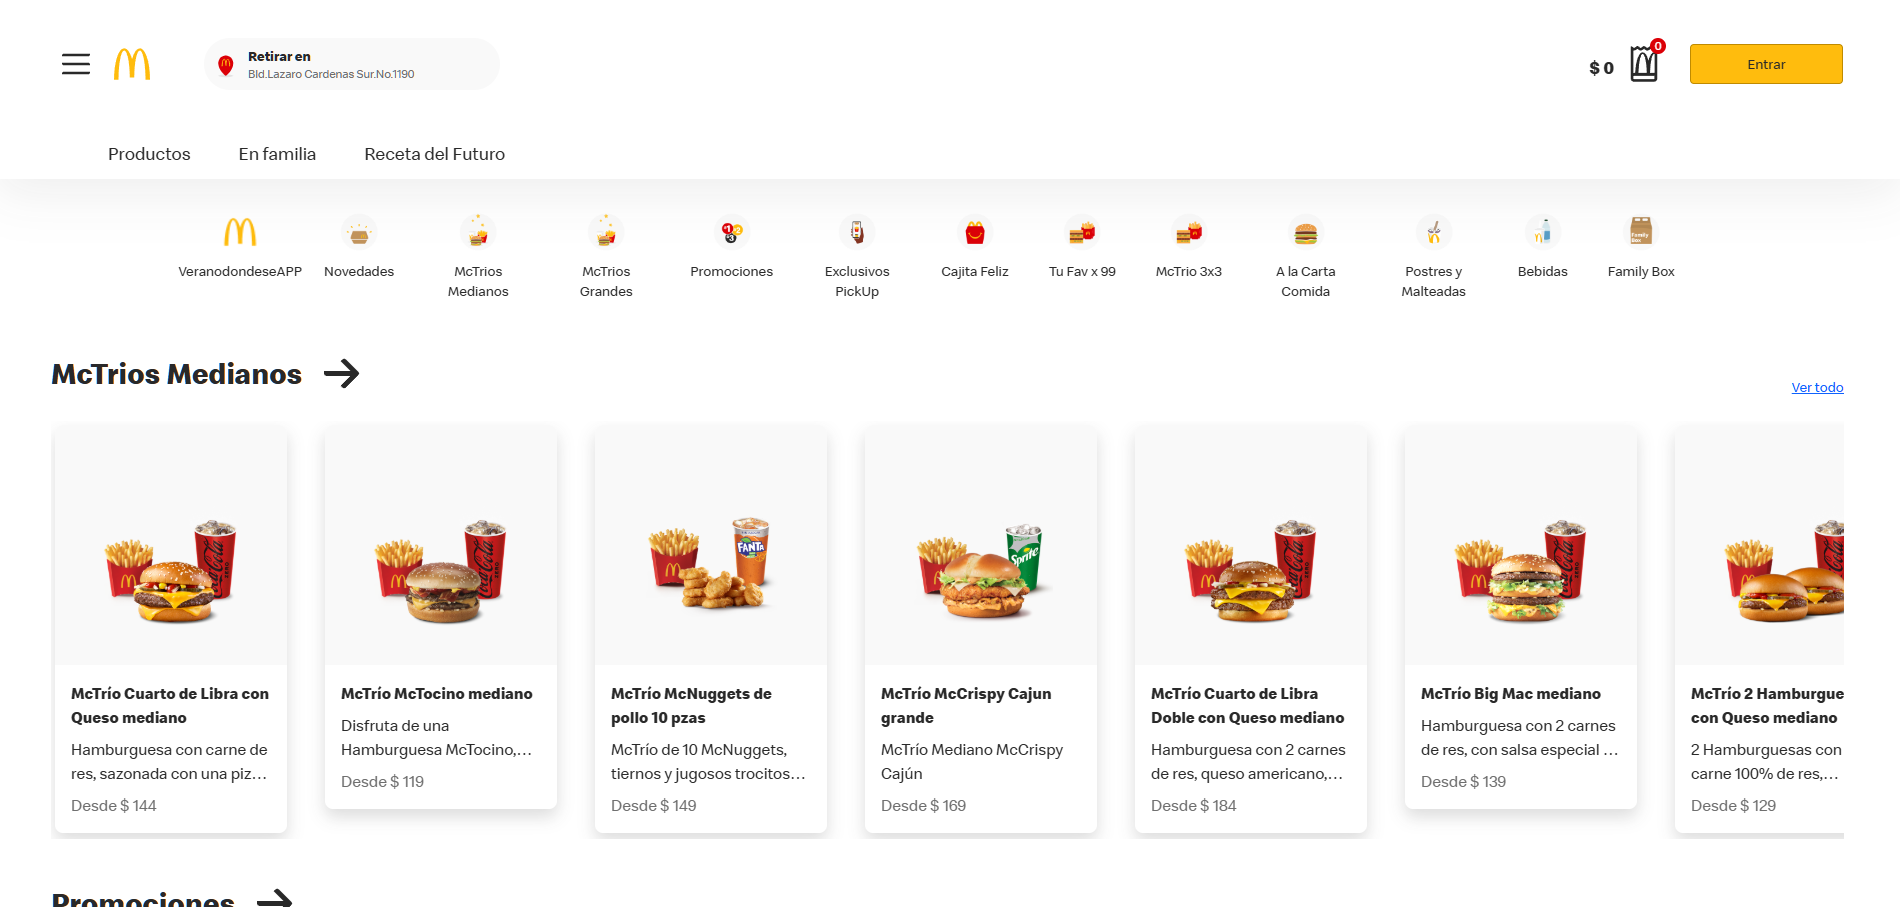 Retirar en
Bld.Lazaro Cardenas Sur.No.1190
$ 0
0
Entrar
Productos
En familia
Receta del Futuro
VeranodondeseAPP
Novedades
McTrios
Medianos
McTrios
Grandes
Promociones
Exclusivos
PickUp
Cajita Feliz
Tu Fav x 99
McTrio 3x3
A la Carta
Comida
Postres y
Malteadas
Bebidas
Family Box
McTrios Medianos
Ver todo
McTrío Cuarto de Libra con
Queso mediano
Hamburguesa con carne de
res, sazonada con una piz…
Desde $ 144
McTrío McTocino mediano
Disfruta de una
Hamburguesa McTocino,…
Desde $ 119
FANTA
McTrío McNuggets de
pollo 10 pzas
McTrío de 10 McNuggets,
tiernos y jugosos trocitos…
Desde $ 149
Sprite
McTrío McCrispy Cajun
grande
McTrío Mediano McCrispy
Cajún
Desde $ 169
McTrío Cuarto de Libra
Doble con Queso mediano
Hamburguesa con 2 carnes
de res, queso americano,…
Desde $ 184
McTrío Big Mac mediano
Hamburguesa con 2 carnes
de res, con salsa especial …
Desde $ 139
McTrío 2 Hamburgue
con Queso mediano
2 Hamburguesas con
carne 100% de res,…
Desde $ 129
Promociones